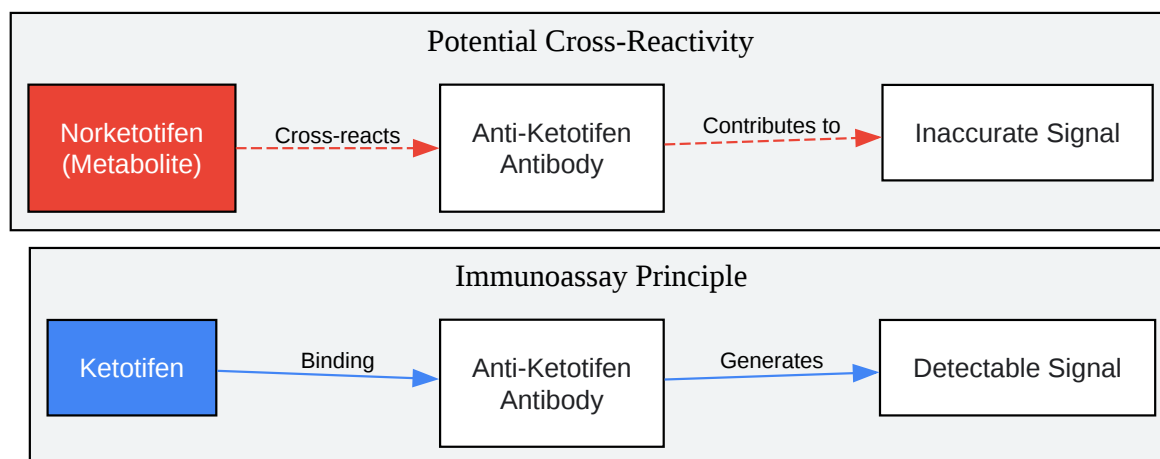 Potential Cross-Reactivity
Norketotifen
(Metabolite)
Cross-reacts
Anti-Ketotifen
Antibody
Contributes to
Inaccurate Signal
Immunoassay Principle
Ketotifen
Binding
Anti-Ketotifen
Antibody
Generates
Detectable Signal